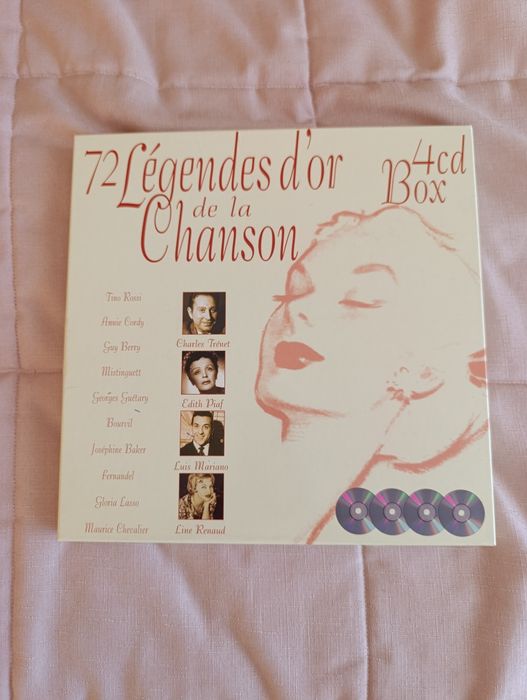 72 Légendes d'or
de la
Chanson
4cd
Box
Tino Rossi
Annie Cordy
Guy Berry
Mistinguett
Georges Guétary
Bourvil
Joséphine Baker
Fernandel
Gloria Lasso
Maurice Chevalier
Charles Trénet
Edith Piaf
Luis Mariano
Line Renaud